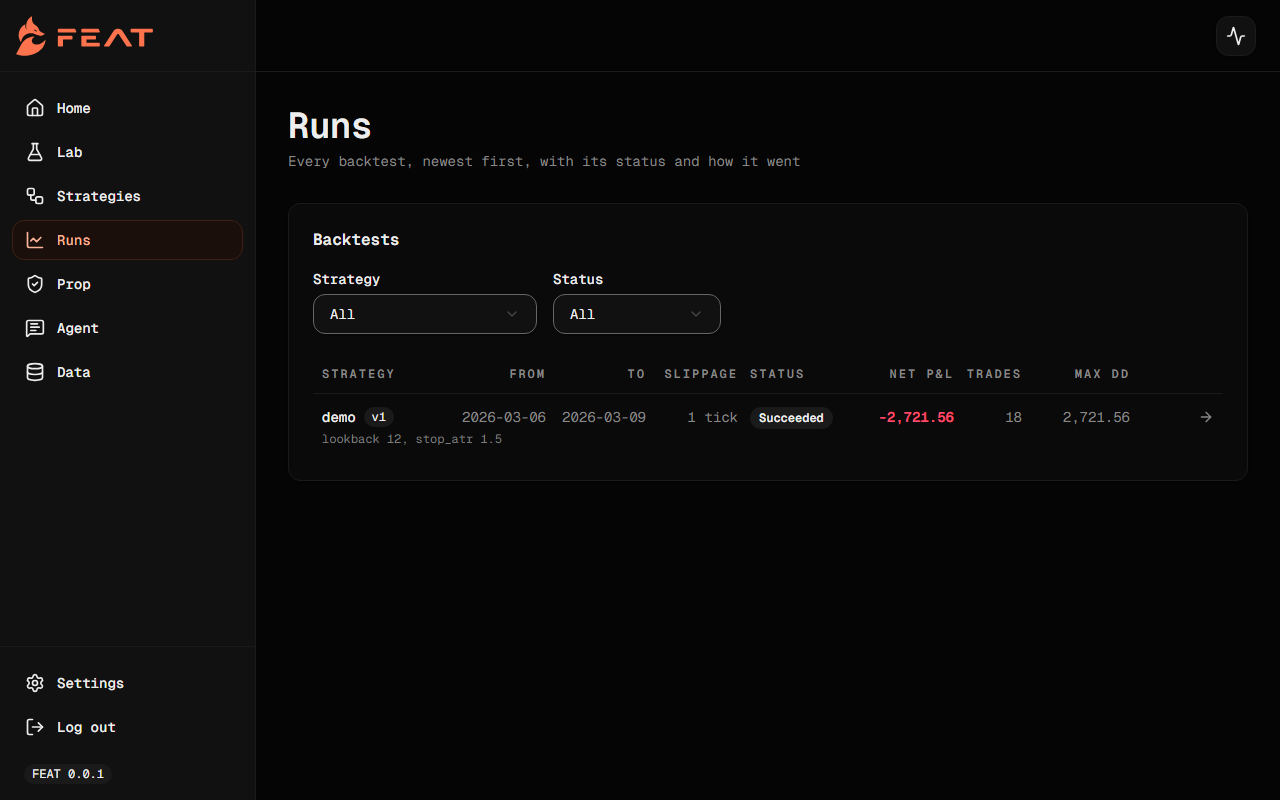 FEAT
Home
Lab
Strategies
Runs
Prop
Agent
Data
Settings
Log out
FEAT 0.0.1
Runs
Every backtest, newest first, with its status and how it went
Backtests
Strategy Status
All All
STRATEGY FROM TO SLIPPAGE STATUS NET P&L TRADES MAX DD
demo v1 2026-03-06 2026-03-09 1 tick Succeeded -2,721.56 18 2,721.56
lookback 12, stop_atr 1.5